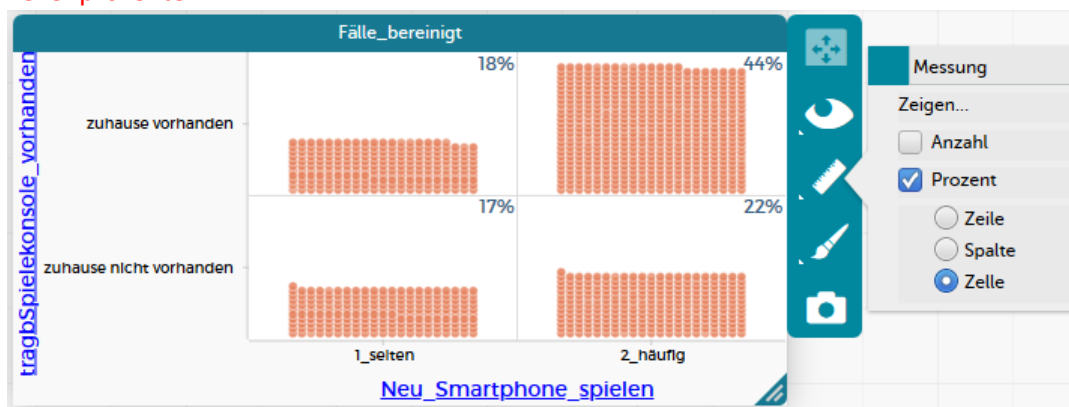 Fälle_bereinigt
tragbSpielekonsole_vorhanden
zuhause vorhanden
18%
44%
zuhause nicht vorhanden
17%
22%
1_selten
2_häufig
Neu_Smartphone_spielen
Messung
Zeigen...
Anzahl
Prozent
Zeile
Spalte
Zelle